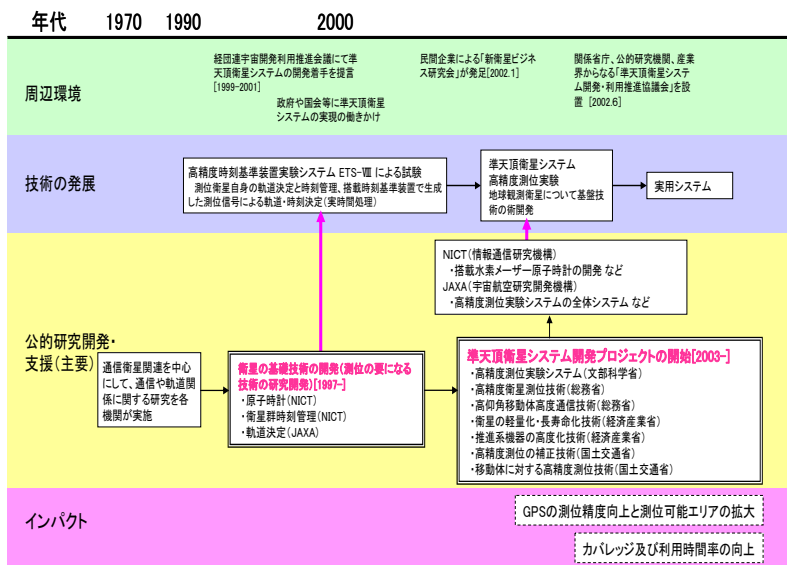 年代 1970 1990 2000
周辺環境
経団連宇宙開発利用推進会議にて準
天頂衛星システムの開発着手を提言
[1999-2001]
政府や国会等に準天頂衛星
システムの実現の働きかけ
民間企業による「新衛星ビジネ
ス研究会」が発足[2002.1]
関係省庁、公的研究機関、産業
界からなる「準天頂衛星システ
ム開発・利用推進協議会」を設
置 [2002.6]
技術の発展
高精度時刻基準装置実験システム ETS-Ⅷ による試験
測位衛星自身の軌道決定と時刻管理、搭載時刻基準装置で生成
した測位信号による軌道・時刻決定(実時間処理)
準天頂衛星システム
高精度測位実験
地球観測衛星について基盤技
術の術開発
実用システム
公的研究開発・
支援(主要)
NICT(情報通信研究機構)
・搭載水素メーザー原子時計の開発 など
JAXA(宇宙航空研究開発機構)
・高精度測位実験システムの全体システム など
通信衛星関連を中心
にして、通信や軌道関
係に関する研究を各
機関が実施
衛星の基礎技術の開発(測位の要になる
技術の研究開発)[1997-]
・原子時計(NICT)
・衛星群時刻管理(NICT)
・軌道決定(JAXA)
準天頂衛星システム開発プロジェクトの開始[2003-]
・高精度測位実験システム(文部科学省)
・高精度衛星測位技術(総務省)
・高仰角移動体高度通信技術(総務省)
・衛星の軽量化・長寿命化技術(経済産業省)
・推進系機器の高度化技術(経済産業省)
・高精度測位の補正技術(国土交通省)
・移動体に対する高精度測位技術(国土交通省)
インパクト
GPSの測位精度向上と測位可能エリアの拡大
カバレッジ及び利用時間率の向上